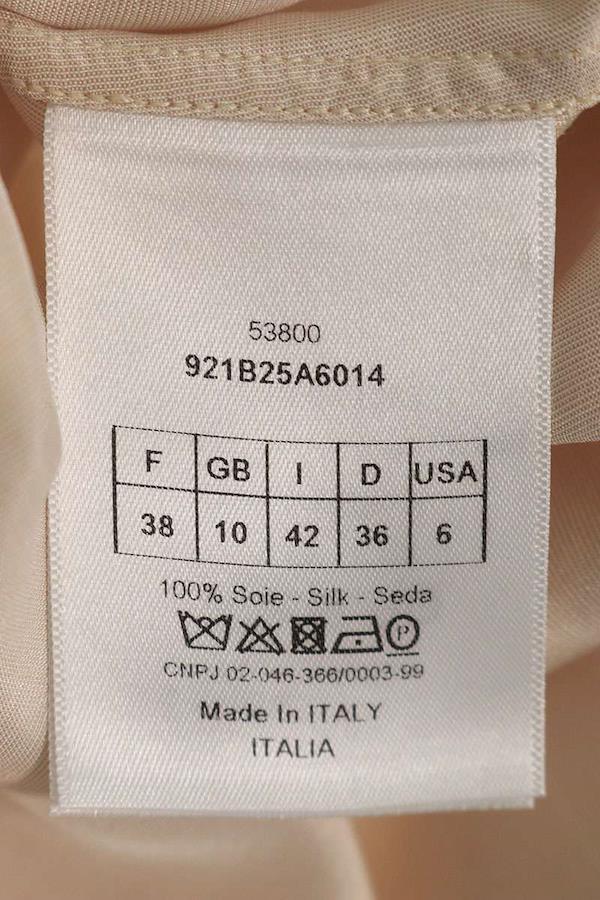 53800
921B25A6014
F GB I D USA
38 10 42 36 6
100% Soie - Silk - Seda
P
CNPJ 02-046-366/0003-99
Made In ITALY
ITALIA